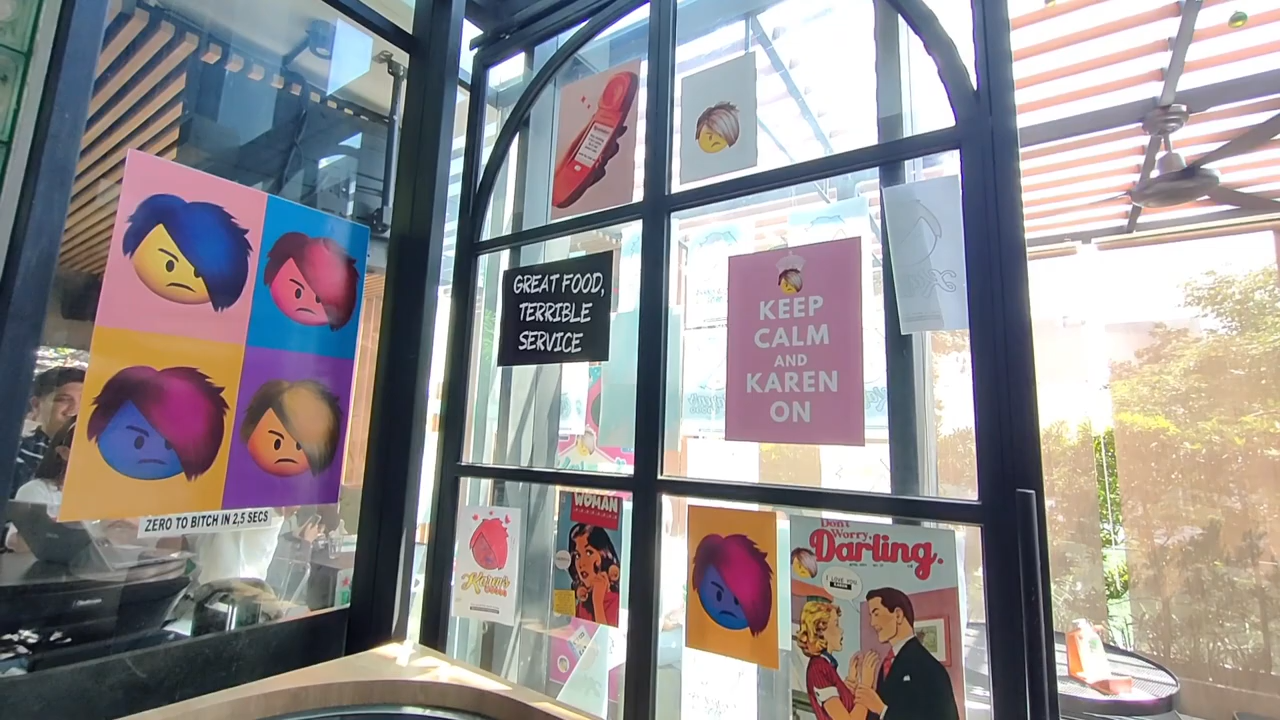 GREAT FOOD,
TERRIBLE
SERVICE
KEEP
CALM
AND
KAREN
ON
ZERO TO BITCH IN 2,5 SECS
Karen's
WOMAN
Don't
Worry,
Darling.
I LOVE YOU,